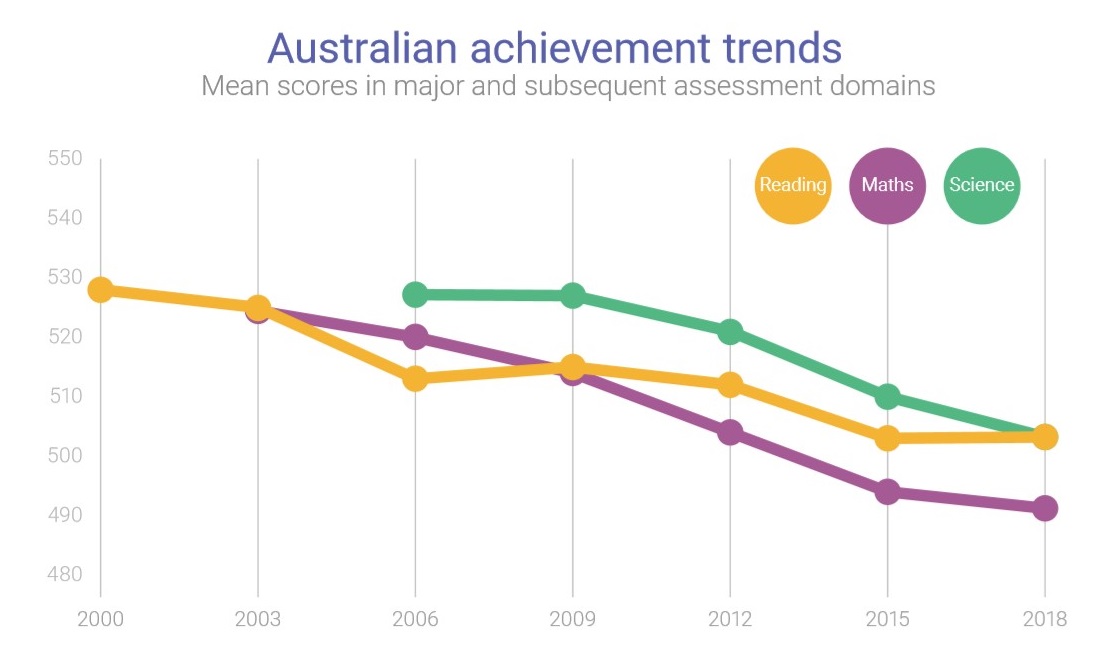 Australian achievement trends
Mean scores in major and subsequent assessment domains
550
Reading
Maths
Science
540
530
520
510
500
490
480
2000 2003 2006 2009 2012 2015 2018